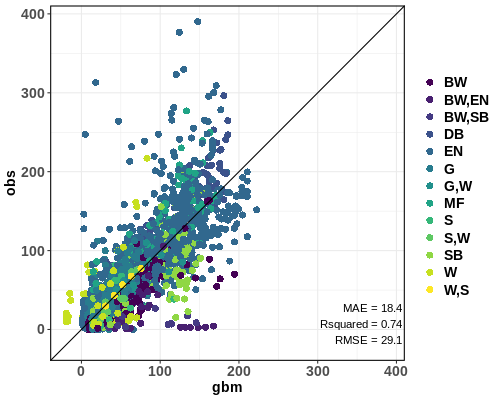 400
300
200
100
0
obs
0
100
200
300
400
gbm
MAE = 18.4
Rsquared = 0.74
RMSE = 29.1
BW
BW,EN
BW,SB
DB
EN
G
G,W
MF
S
S,W
SB
W
W,S